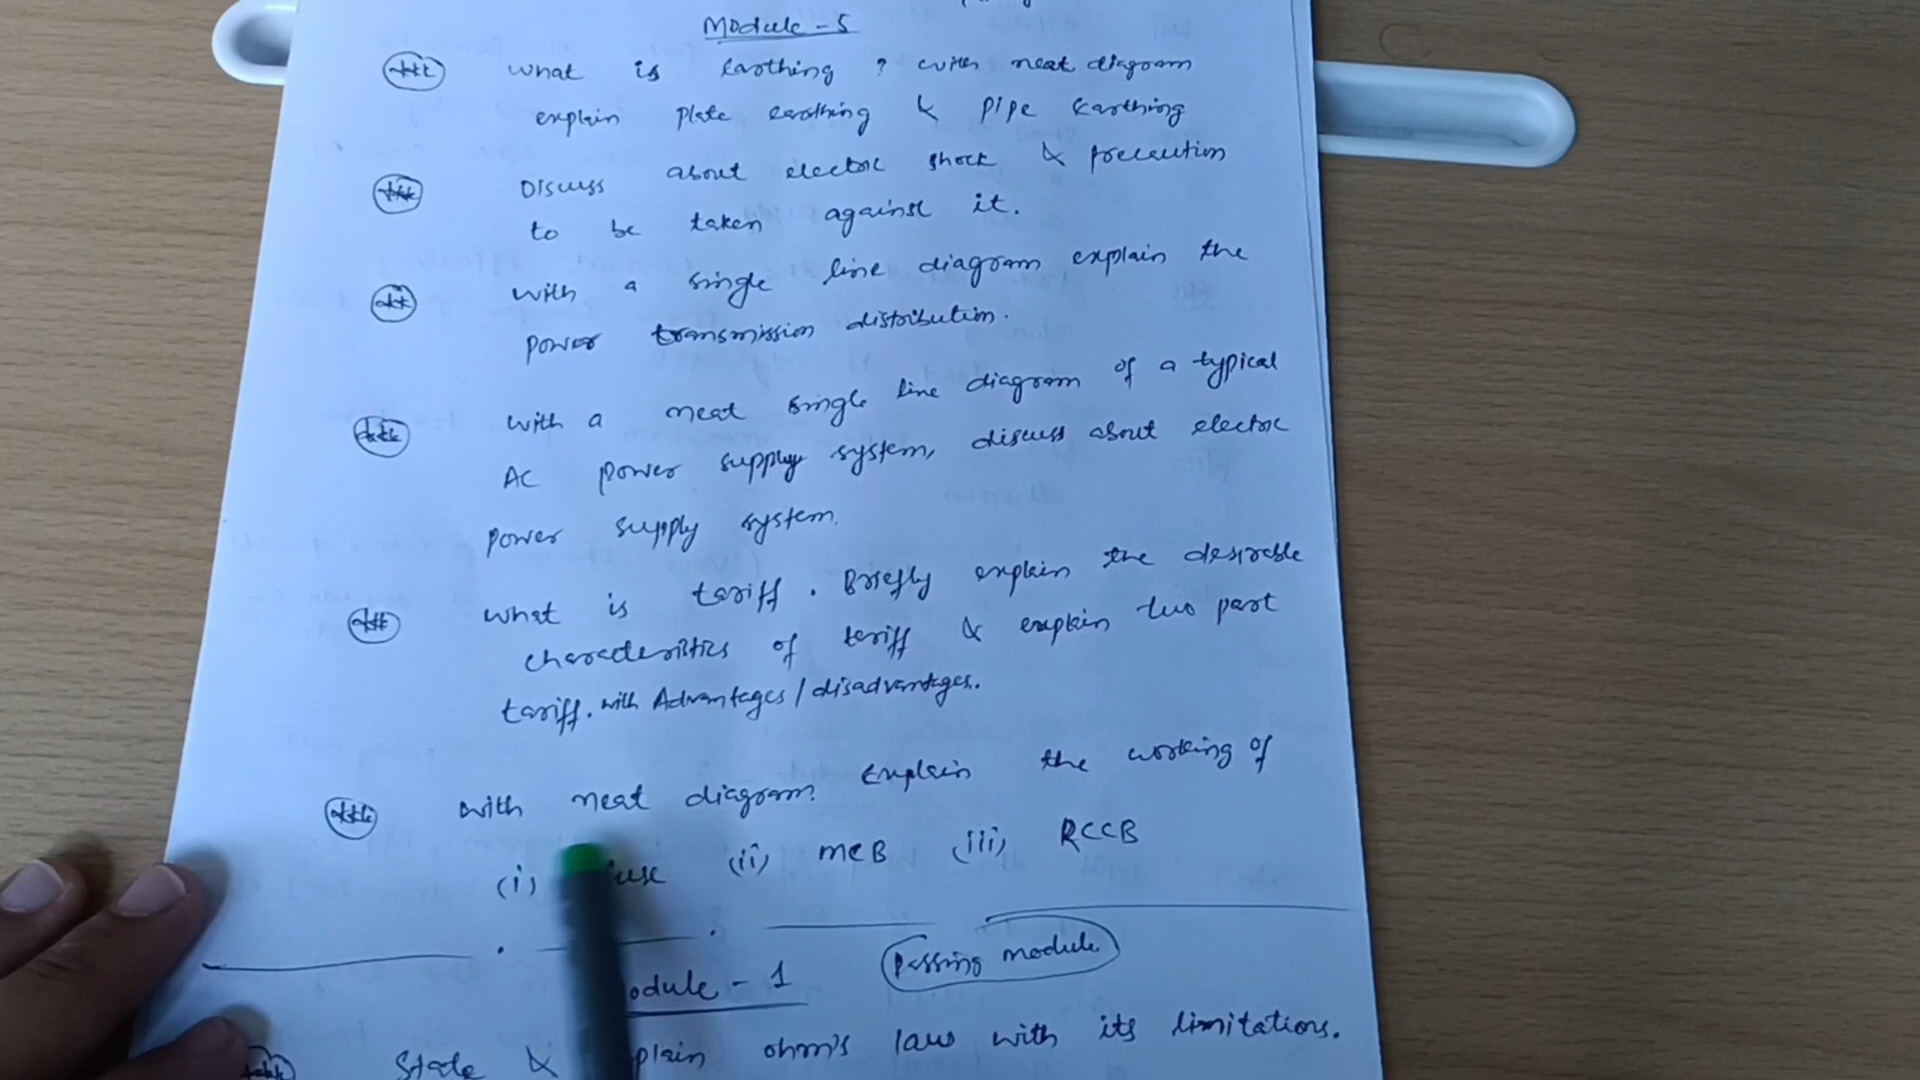 Module - 5
*** What is Earthing ? with neat diagram
explain plate earthing & pipe Earthing
*** Discuss about electric shock & precaution
to be taken against it.
** With a single line diagram explain the
power transmission distribution.
*** With a neat single line diagram of a typical
AC power supply system, discuss about electric
power supply system.
*** What is tariff. Briefly explain the desirable
characteristics of tariff & explain two part
tariff. with Advantages / disadvantages.
*** With neat diagram. Explain the working of
(i) fuse (ii) MCB (iii) RCCB
odule - 1 Passing module
*** State & plain ohm's law with its limitations.